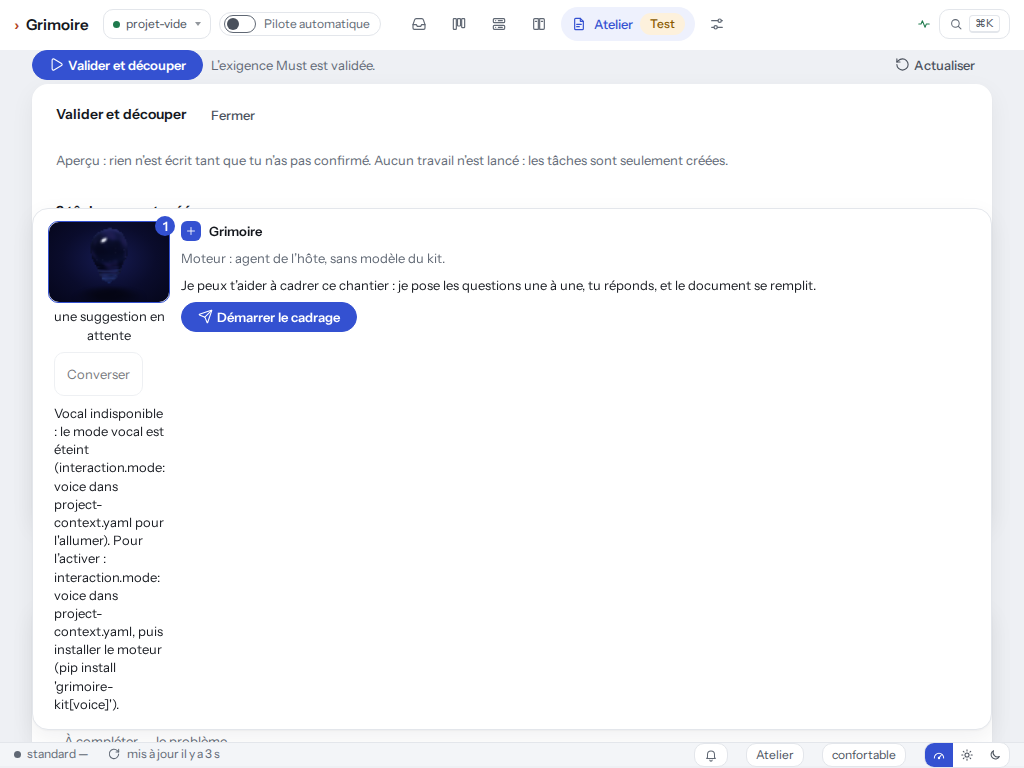 › Grimoire projet-vide Pilote automatique Atelier Test ⌘K
Valider et découper L'exigence Must est validée. Actualiser
Valider et découper Fermer
Aperçu : rien n'est écrit tant que tu n'as pas confirmé. Aucun travail n'est lancé : les tâches sont seulement créées.
1
+ Grimoire
Moteur : agent de l'hôte, sans modèle du kit.
Je peux t'aider à cadrer ce chantier : je pose les questions une à une, tu réponds, et le document se remplit.
Démarrer le cadrage
une suggestion en
attente
Converser
Vocal indisponible
: le mode vocal est
éteint
(interaction.mode:
voice dans
project-
context.yaml pour
l'allumer). Pour
l'activer :
interaction.mode:
voice dans
project-
context.yaml, puis
installer le moteur
(pip install
'grimoire-
kit[voice]').
À compléter — le problème
standard — mis à jour il y a 3 s Atelier confortable